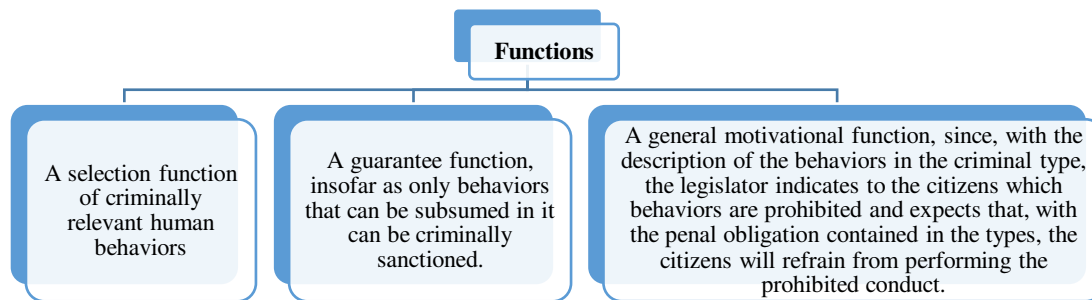 Functions
A selection function
of criminally
relevant human
behaviors
A guarantee function,
insofar as only behaviors
that can be subsumed in it
can be criminally
sanctioned.
A general motivational function, since, with the
description of the behaviors in the criminal type,
the legislator indicates to the citizens which
behaviors are prohibited and expects that, with
the penal obligation contained in the types, the
citizens will refrain from performing the
prohibited conduct.